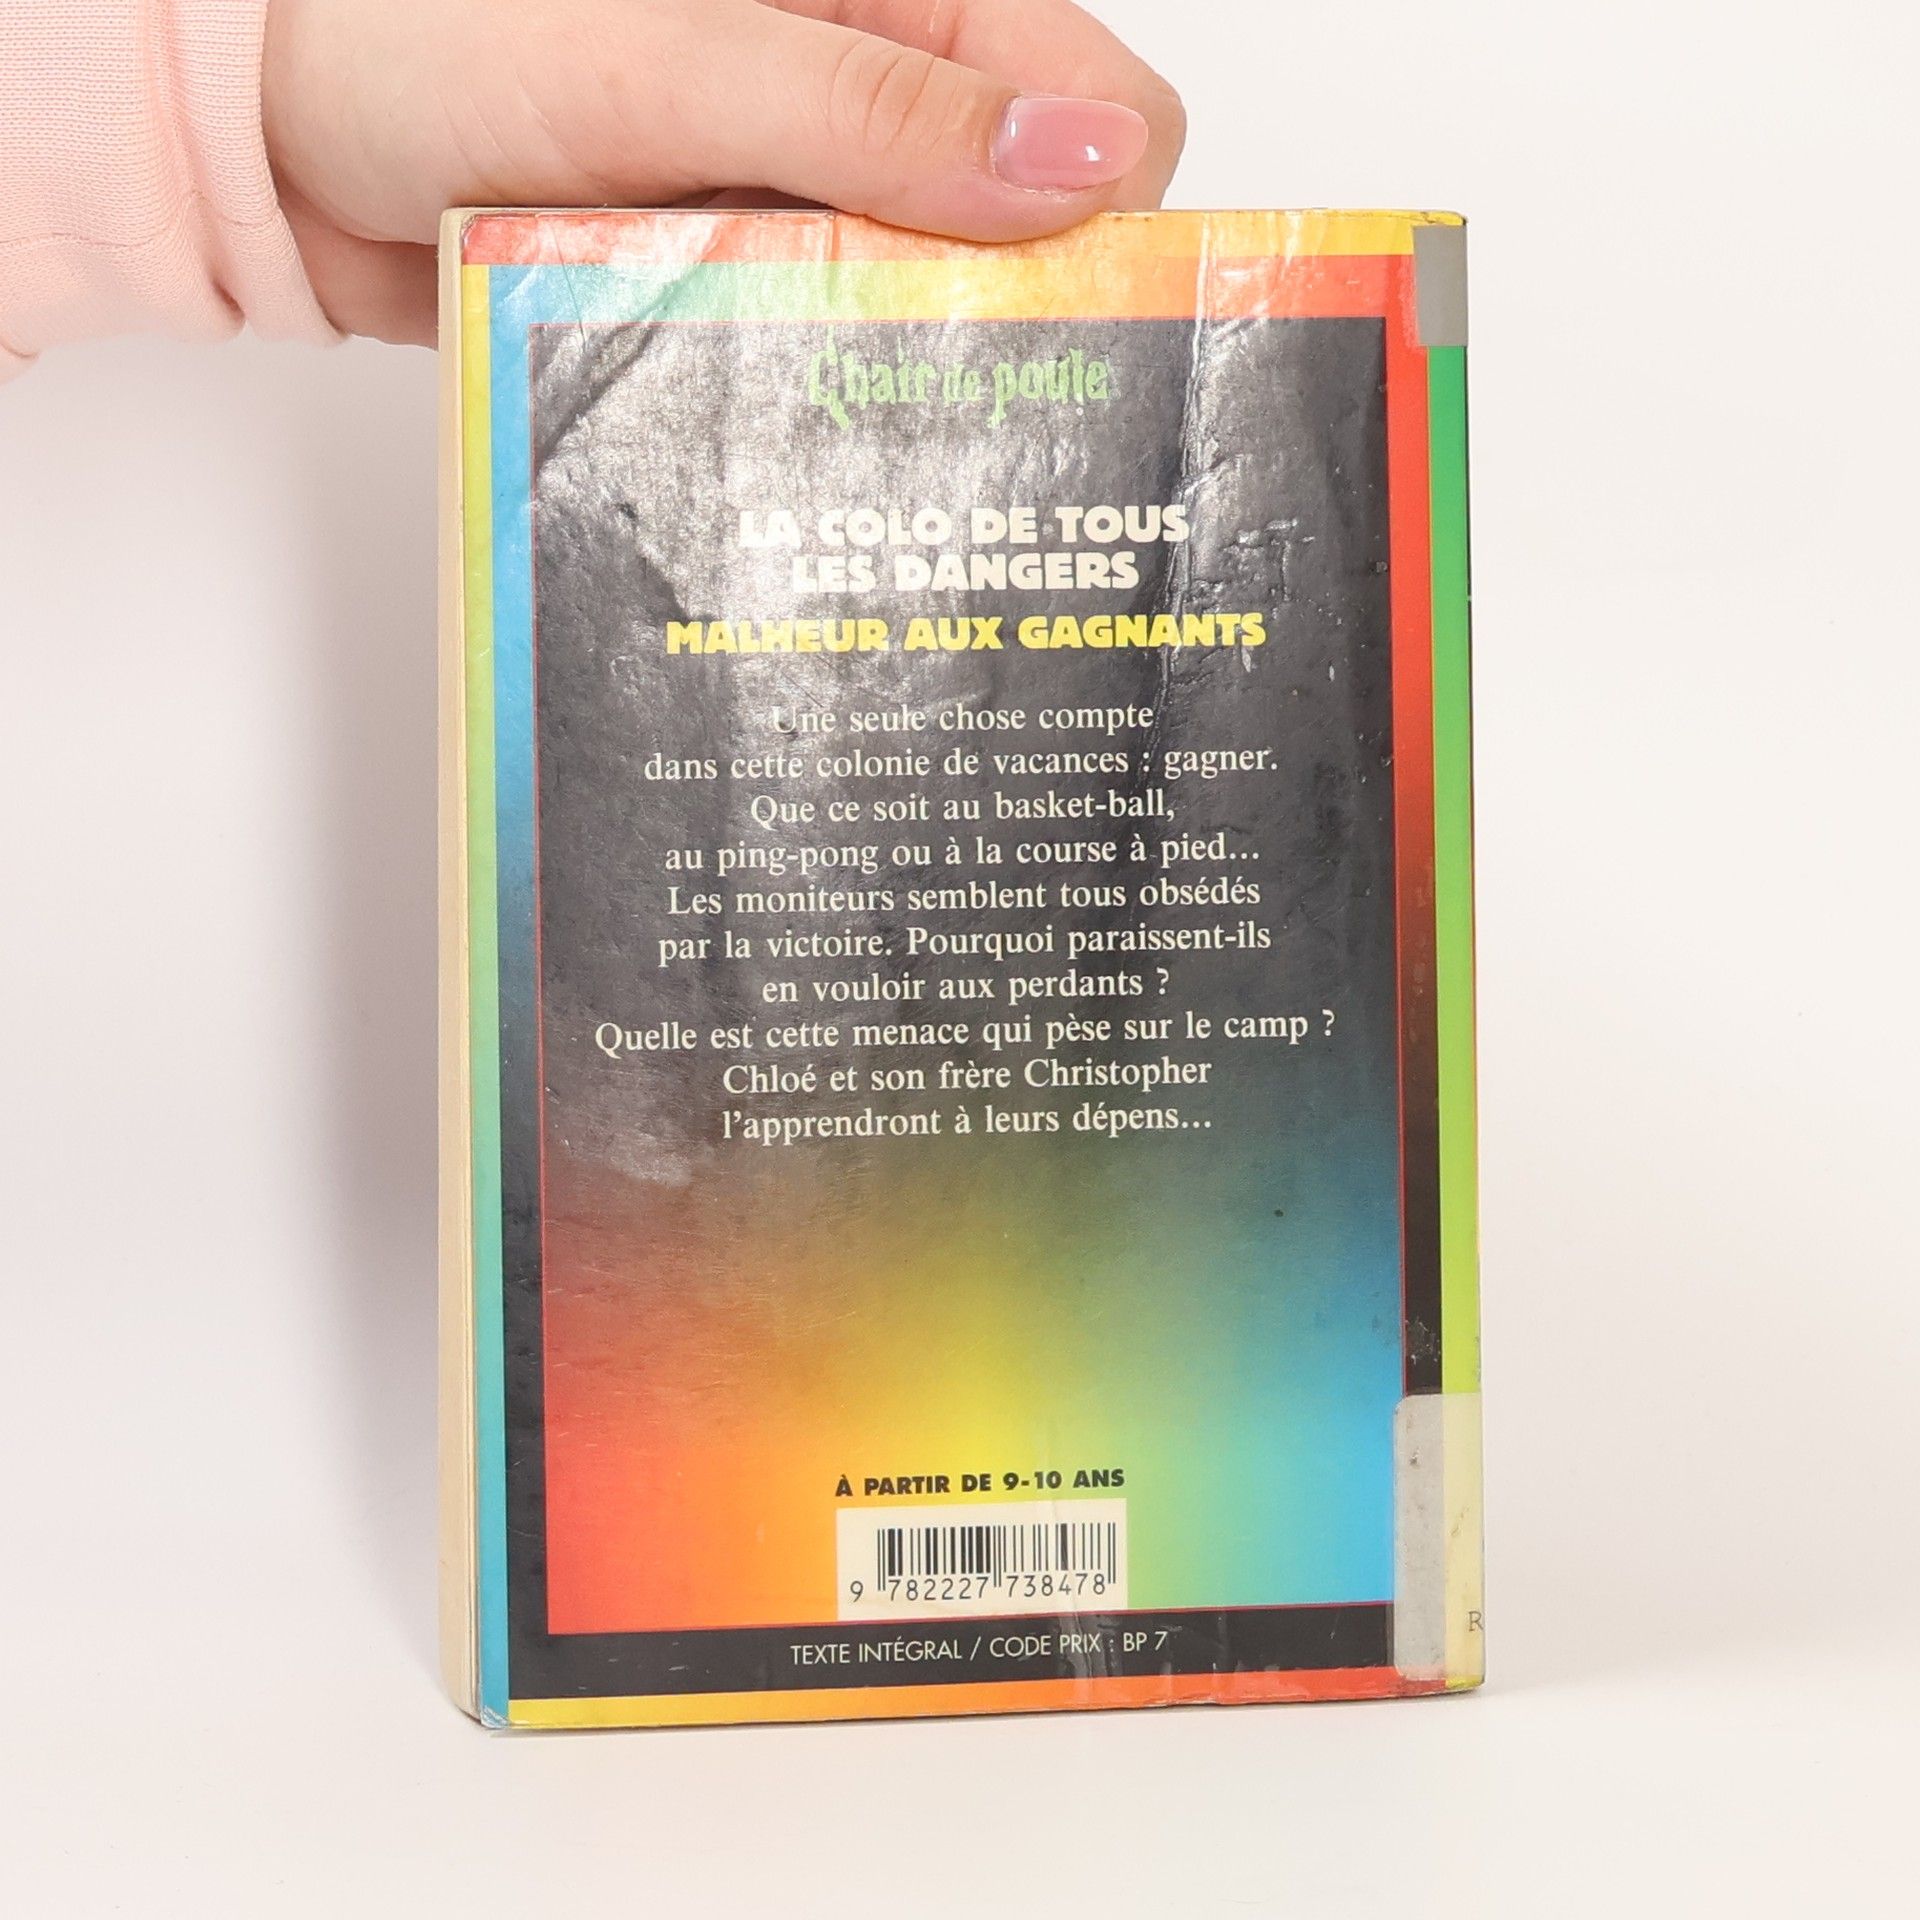 Chair de poule
LA COLO DE TOUS
LES DANGERS
MALHEUR AUX GAGNANTS
Une seule chose compte
dans cette colonie de vacances : gagner.
Que ce soit au basket-ball,
au ping-pong ou à la course à pied...
Les moniteurs semblent tous obsédés
par la victoire. Pourquoi paraissent-ils
en vouloir aux perdants ?
Quelle est cette menace qui pèse sur le camp ?
Chloé et son frère Christopher
l'apprendront à leurs dépens...
À PARTIR DE 9-10 ANS
9 782227 738478
TEXTE INTÉGRAL / CODE PRIX : BP 7
R